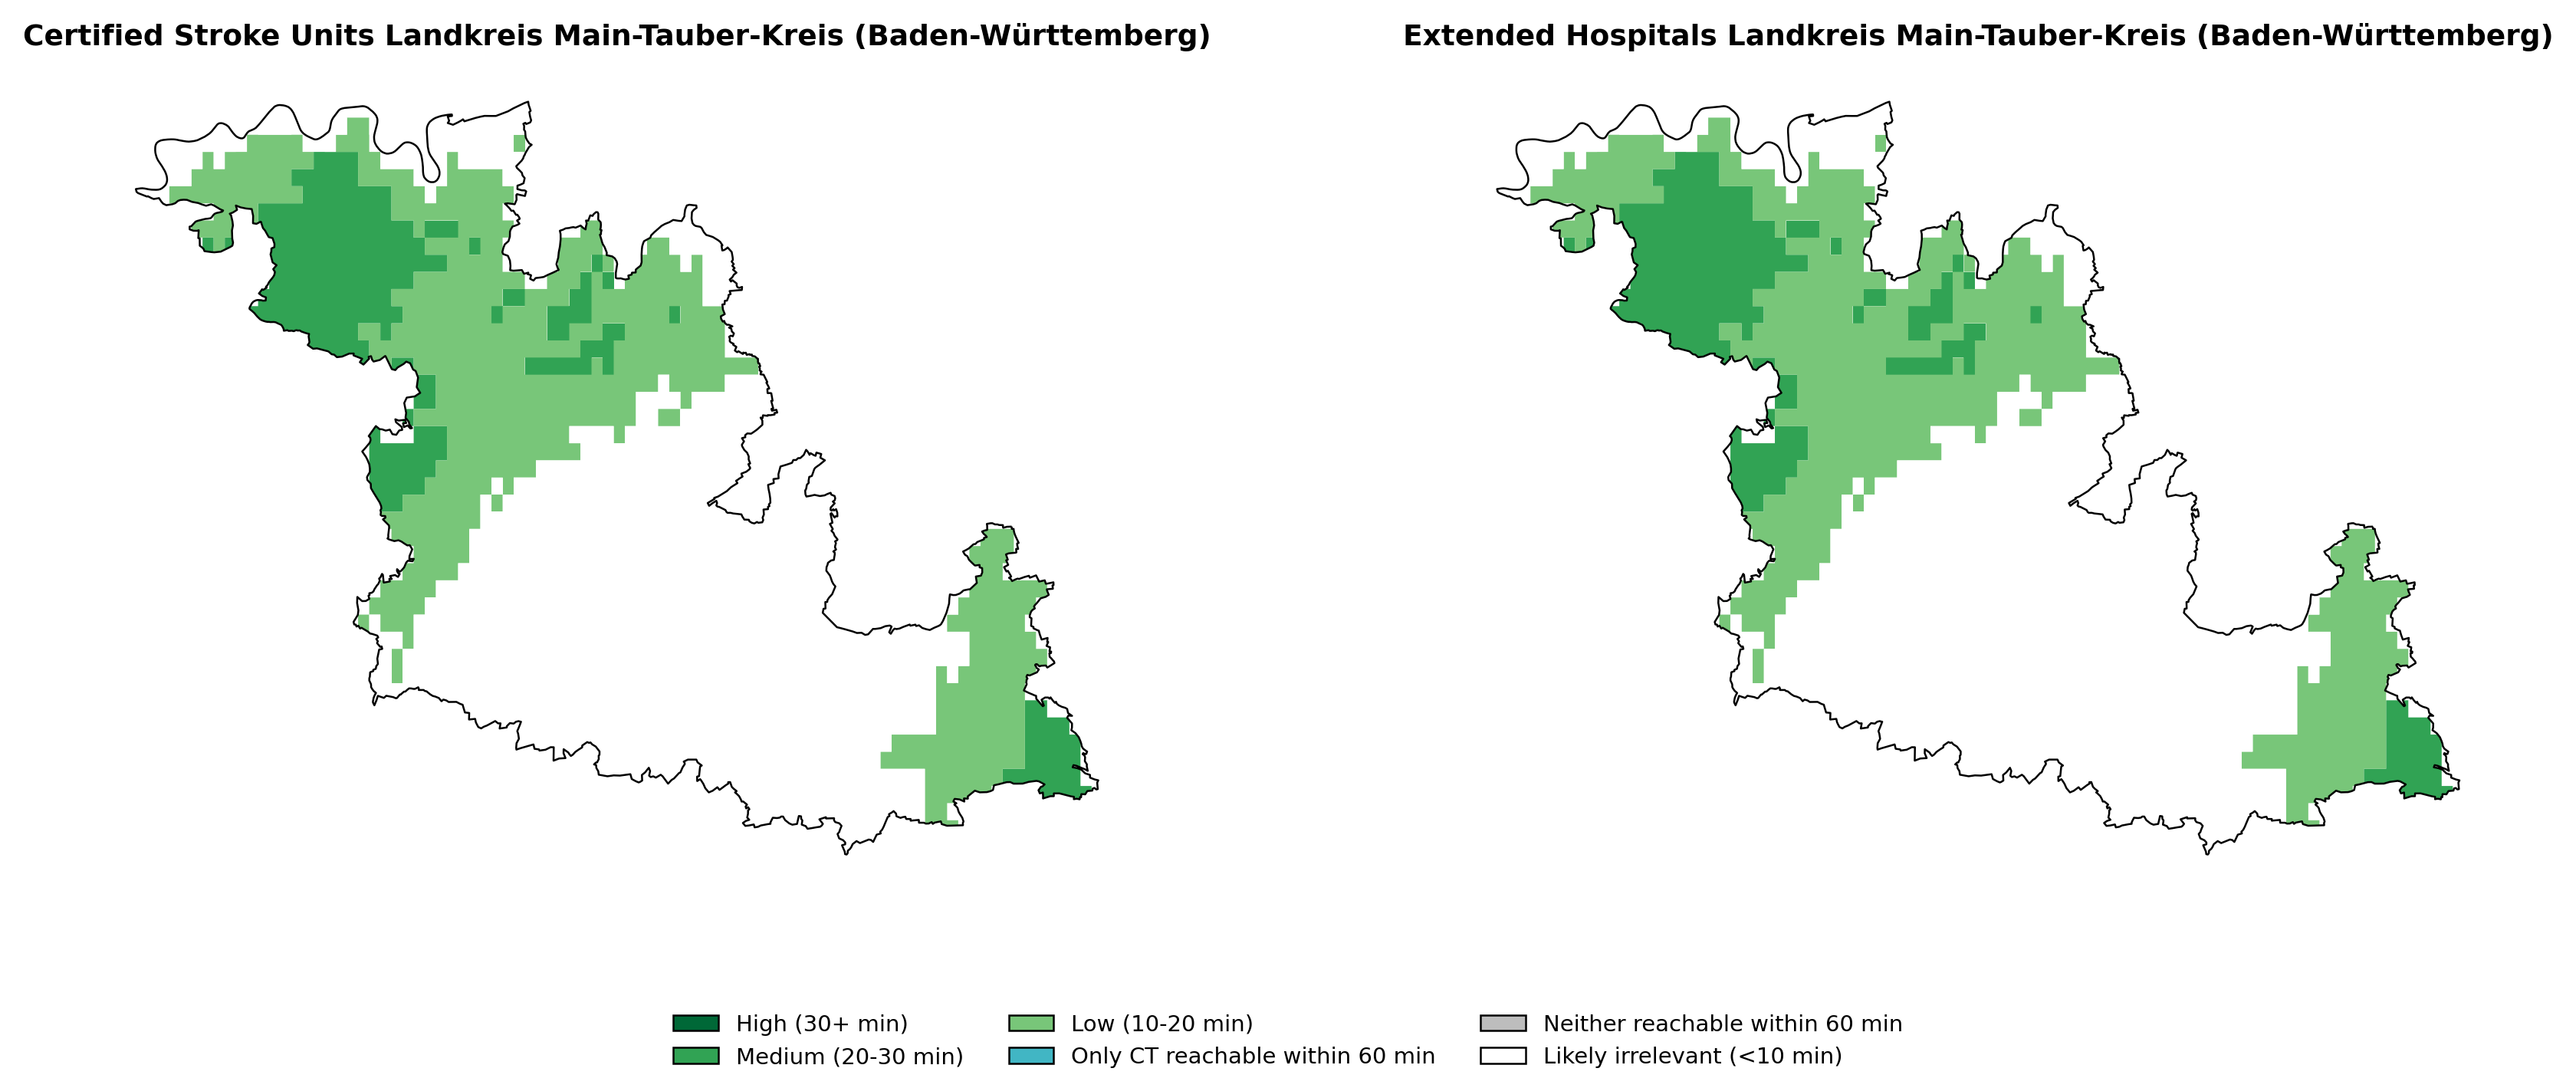 Certified Stroke Units Landkreis Main-Tauber-Kreis (Baden-Württemberg)
Extended Hospitals Landkreis Main-Tauber-Kreis (Baden-Württemberg)
High (30+ min)
Medium (20-30 min)
Low (10-20 min)
Only CT reachable within 60 min
Neither reachable within 60 min
Likely irrelevant (<10 min)